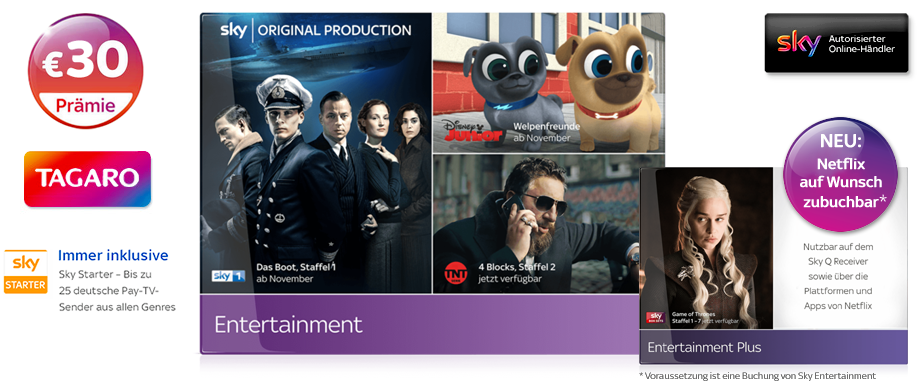 €30
Prämie
TAGARO
sky
STARTER
Immer inklusive
Sky Starter – Bis zu
25 deutsche Pay-TV-
Sender aus allen Genres
sky | ORIGINAL PRODUCTION
sky 1
Das Boot, Staffel 1
ab November
Disney
JUNIOR
Welpenfreunde
ab November
TNT
4 Blocks, Staffel 2
jetzt verfügbar
Entertainment
sky Autorisierter
Online-Händler
NEU:
Netflix
auf Wunsch
zubuchbar*
Nutzbar auf dem
Sky Q Receiver
sowie über die
Plattformen und
Apps von Netflix
sky
Game of Thrones
Staffel 1 - 7 jetzt verfügbar
Entertainment Plus
* Voraussetzung ist eine Buchung von Sky Entertainment